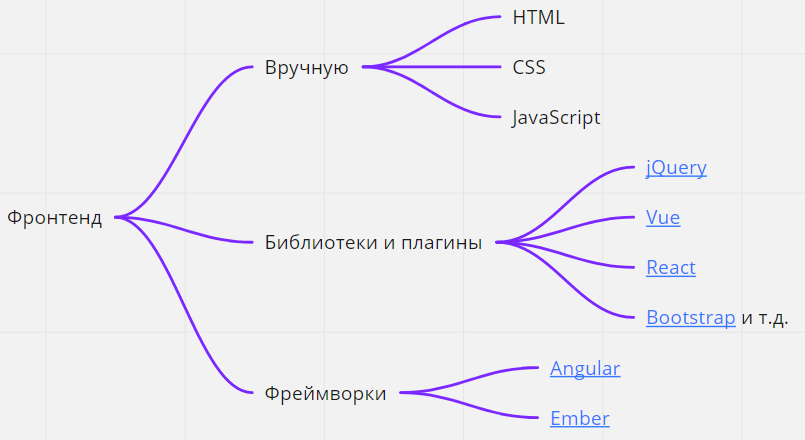 Фронтенд
Вручную
HTML
CSS
JavaScript
Библиотеки и плагины
jQuery
Vue
React
Bootstrap и т.д.
Фреймворки
Angular
Ember